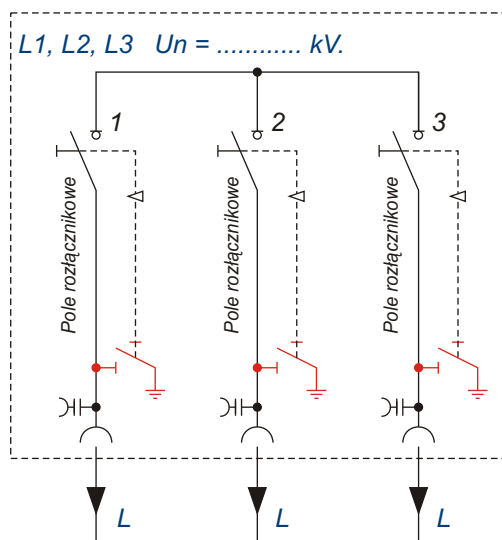 L1, L2, L3 Un = ............ kV.
1
2
3
Pole rozłącznikowe
Pole rozłącznikowe
Pole rozłącznikowe
L
L
L